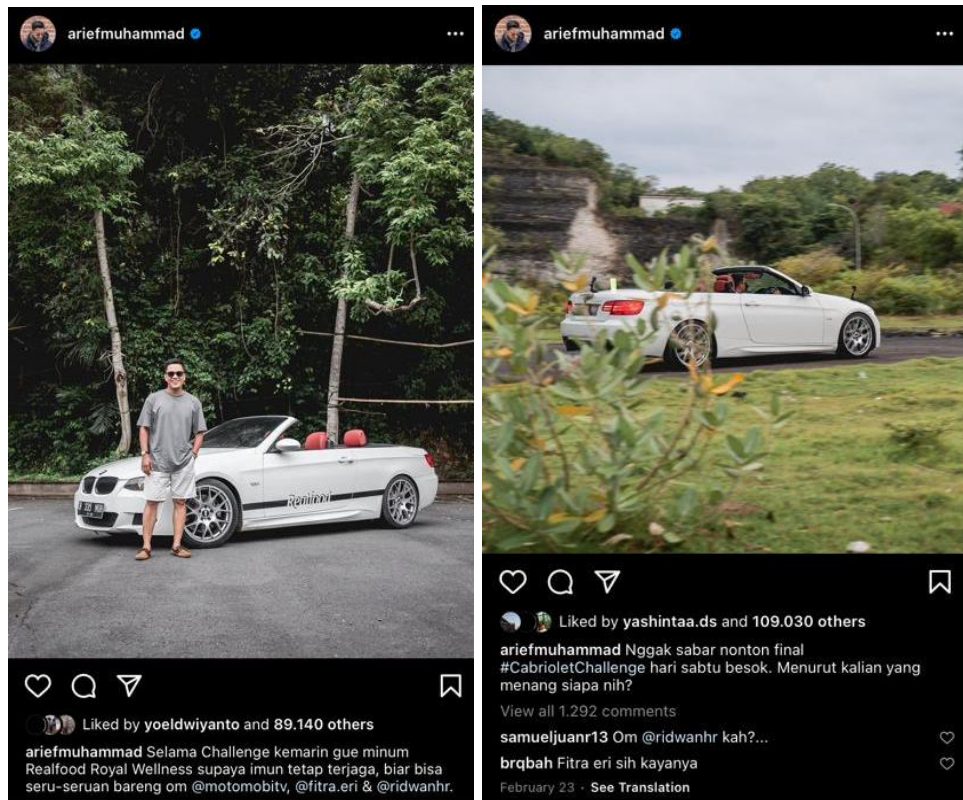 ariefmuhammad
Realfood
Liked by yoeldwiyanto and 89.140 others
ariefmuhammad Selama Challenge kemarin gue minum
Realfood Royal Wellness supaya imun tetap terjaga, biar bisa
seru-seruan bareng om @motomobitv, @fitra.eri & @ridwanhr.
ariefmuhammad
Liked by yashintaa.ds and 109.030 others
ariefmuhammad Nggak sabar nonton final
#CabrioletChallenge hari sabtu besok. Menurut kalian yang
menang siapa nih?
View all 1.292 comments
samueljuanr13 Om @ridwanhr kah?...
brqbah Fitra eri sih kayanya
February 23 · See Translation